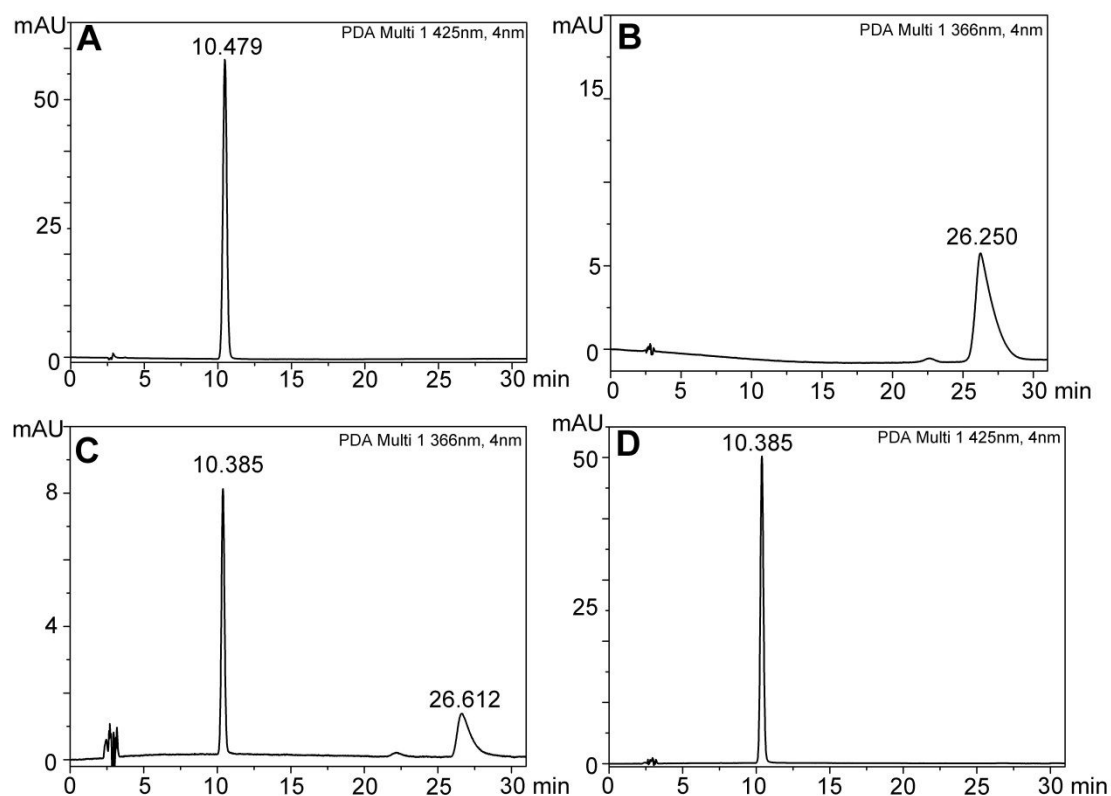 mAU
A
PDA Multi 1 425nm, 4nm
10.479
50
25
0
0 5 10 15 20 25 30 min
mAU
B
PDA Multi 1 366nm, 4nm
15
26.250
5
0
0 5 10 15 20 25 30 min
mAU
C
PDA Multi 1 366nm, 4nm
10.385
8
4
26.612
0
0 5 10 15 20 25 30 min
mAU
D
PDA Multi 1 425nm, 4nm
10.385
50
25
0
0 5 10 15 20 25 30 min